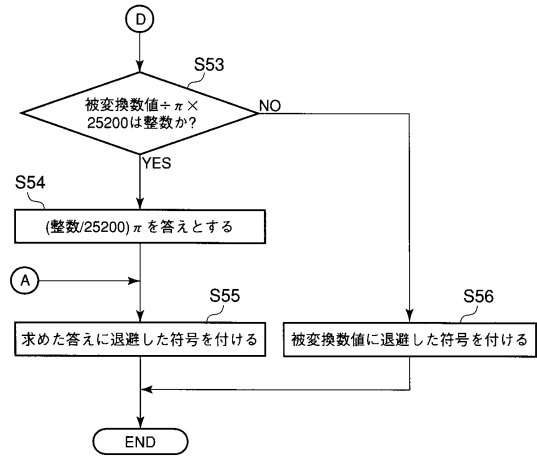 D
S53
被変換数値÷π×
25200は整数か?
NO
YES
S54
(整数/25200)πを答えとする
A
S55
求めた答えに退避した符号を付ける
S56
被変換数値に退避した符号を付ける
END